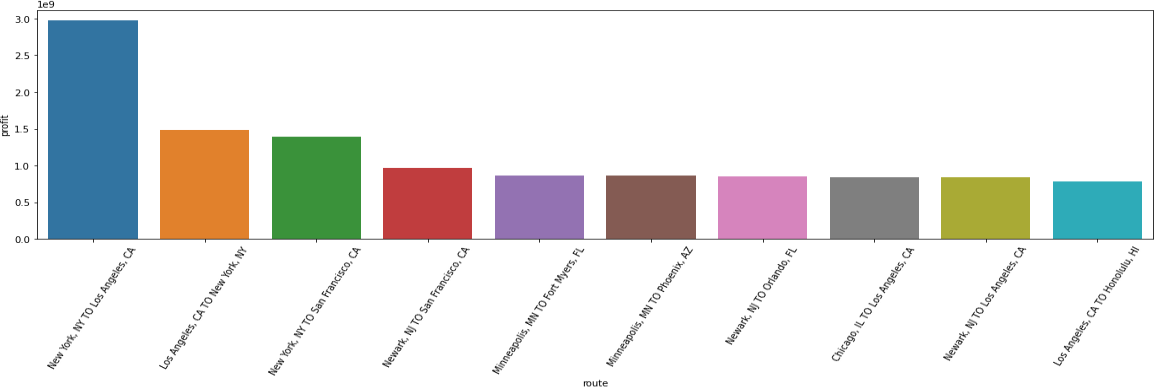 1e9
3.0
2.5
2.0
1.5
1.0
0.5
0.0
profit
New York, NY TO Los Angeles, CA
Los Angeles, CA TO New York, NY
New York, NY TO San Francisco, CA
Newark, NJ TO San Francisco, CA
Minneapolis, MN TO Fort Myers, FL
Minneapolis, MN TO Phoenix, AZ
Newark, NJ TO Orlando, FL
Chicago, IL TO Los Angeles, CA
Newark, NJ TO Los Angeles, CA
Los Angeles, CA TO Honolulu, HI
route